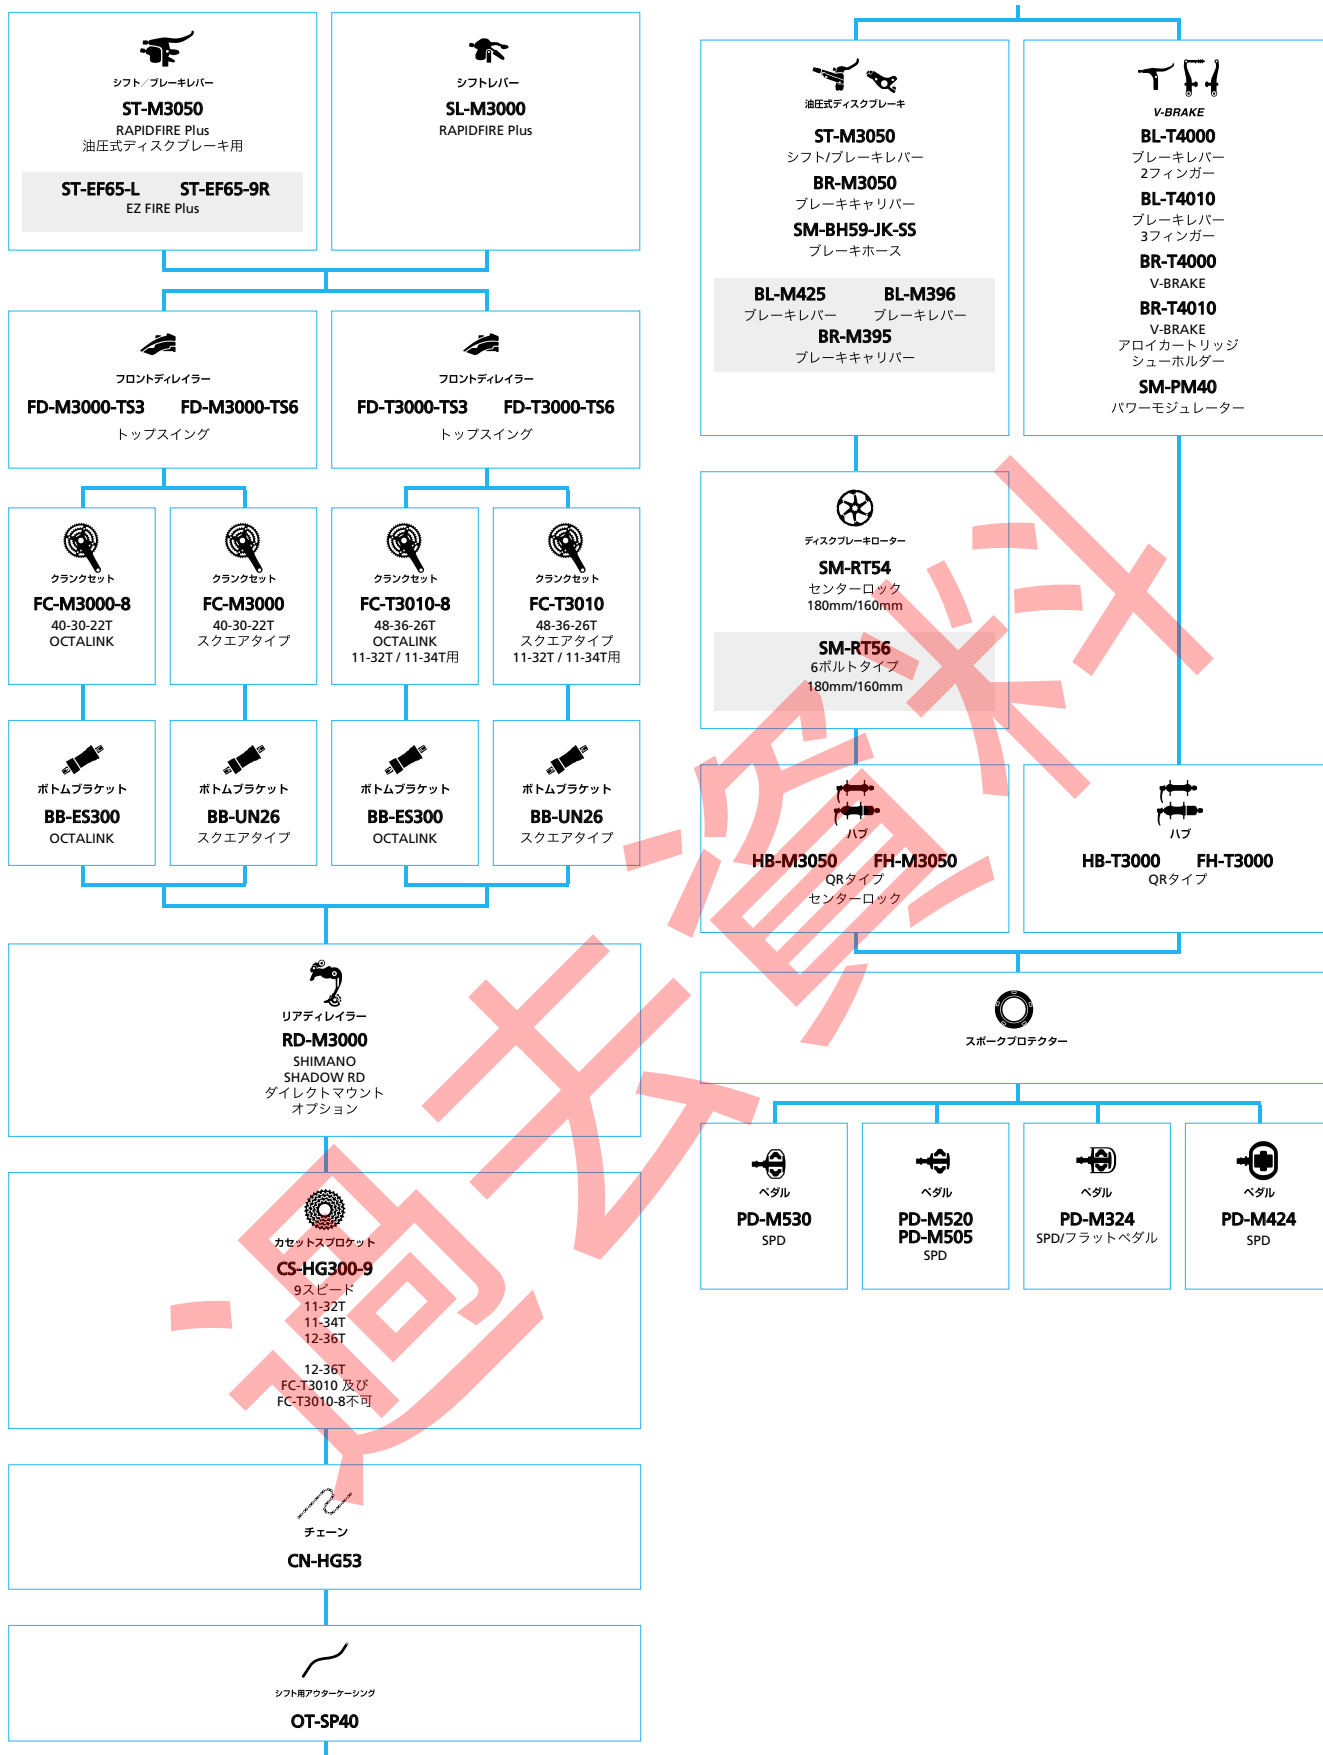 シフト／ブレーキレバー
ST-M3050
RAPIDFIRE Plus
油圧式ディスクブレーキ用
ST-EF65-L ST-EF65-9R
EZ FIRE Plus
シフトレバー
SL-M3000
RAPIDFIRE Plus
フロントディレイラー
FD-M3000-TS3 FD-M3000-TS6
トップスイング
フロントディレイラー
FD-T3000-TS3 FD-T3000-TS6
トップスイング
クランクセット
FC-M3000-8
40-30-22T
OCTALINK
クランクセット
FC-M3000
40-30-22T
スクエアタイプ
クランクセット
FC-T3010-8
48-36-26T
OCTALINK
11-32T / 11-34T用
クランクセット
FC-T3010
48-36-26T
スクエアタイプ
11-32T / 11-34T用
ボトムブラケット
BB-ES300
OCTALINK
ボトムブラケット
BB-UN26
スクエアタイプ
ボトムブラケット
BB-ES300
OCTALINK
ボトムブラケット
BB-UN26
スクエアタイプ
リアディレイラー
RD-M3000
SHIMANO
SHADOW RD
ダイレクトマウント
オプション
カセットスプロケット
CS-HG300-9
9スピード
11-32T
11-34T
12-36T
12-36T
FC-T3010 及び
FC-T3010-8不可
チェーン
CN-HG53
シフト用アウターケーシング
OT-SP40
油圧式ディスクブレーキ
ST-M3050
シフト/ブレーキレバー
BR-M3050
ブレーキキャリパー
SM-BH59-JK-SS
ブレーキホース
BL-M425 BL-M396
ブレーキレバー ブレーキレバー
BR-M395
ブレーキキャリパー
V-BRAKE
BL-T4000
ブレーキレバー
2フィンガー
BL-T4010
ブレーキレバー
3フィンガー
BR-T4000
V-BRAKE
BR-T4010
V-BRAKE
アロイカートリッジ
シューホルダー
SM-PM40
パワーモジュレーター
ディスクブレーキローター
SM-RT54
センターロック
180mm/160mm
SM-RT56
6ボルトタイプ
180mm/160mm
ハブ
HB-M3050 FH-M3050
QRタイプ
センターロック
ハブ
HB-T3000 FH-T3000
QRタイプ
スポークプロテクター
ペダル
PD-M530
SPD
ペダル
PD-M520
PD-M505
SPD
ペダル
PD-M324
SPD/フラットペダル
ペダル
PD-M424
SPD
過去資料